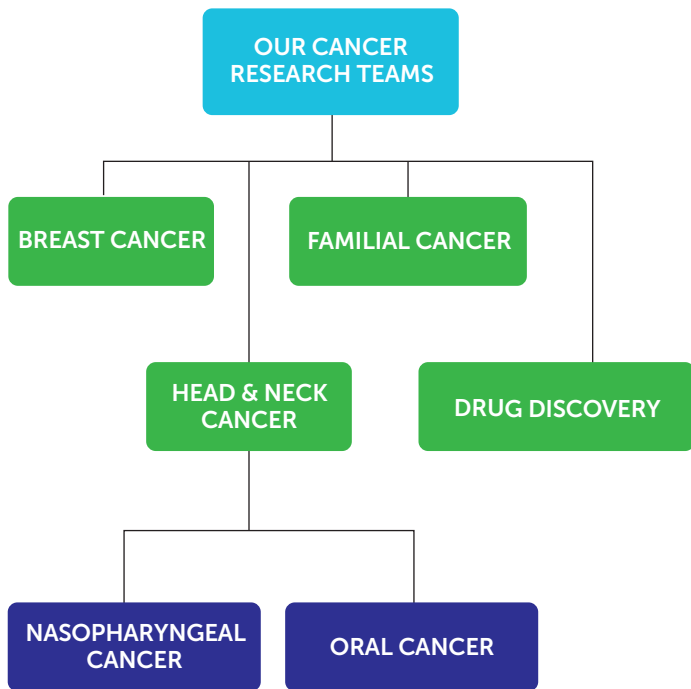 OUR CANCER
RESEARCH TEAMS
BREAST CANCER
FAMILIAL CANCER
HEAD & NECK
CANCER
DRUG DISCOVERY
NASOPHARYNGEAL
CANCER
ORAL CANCER